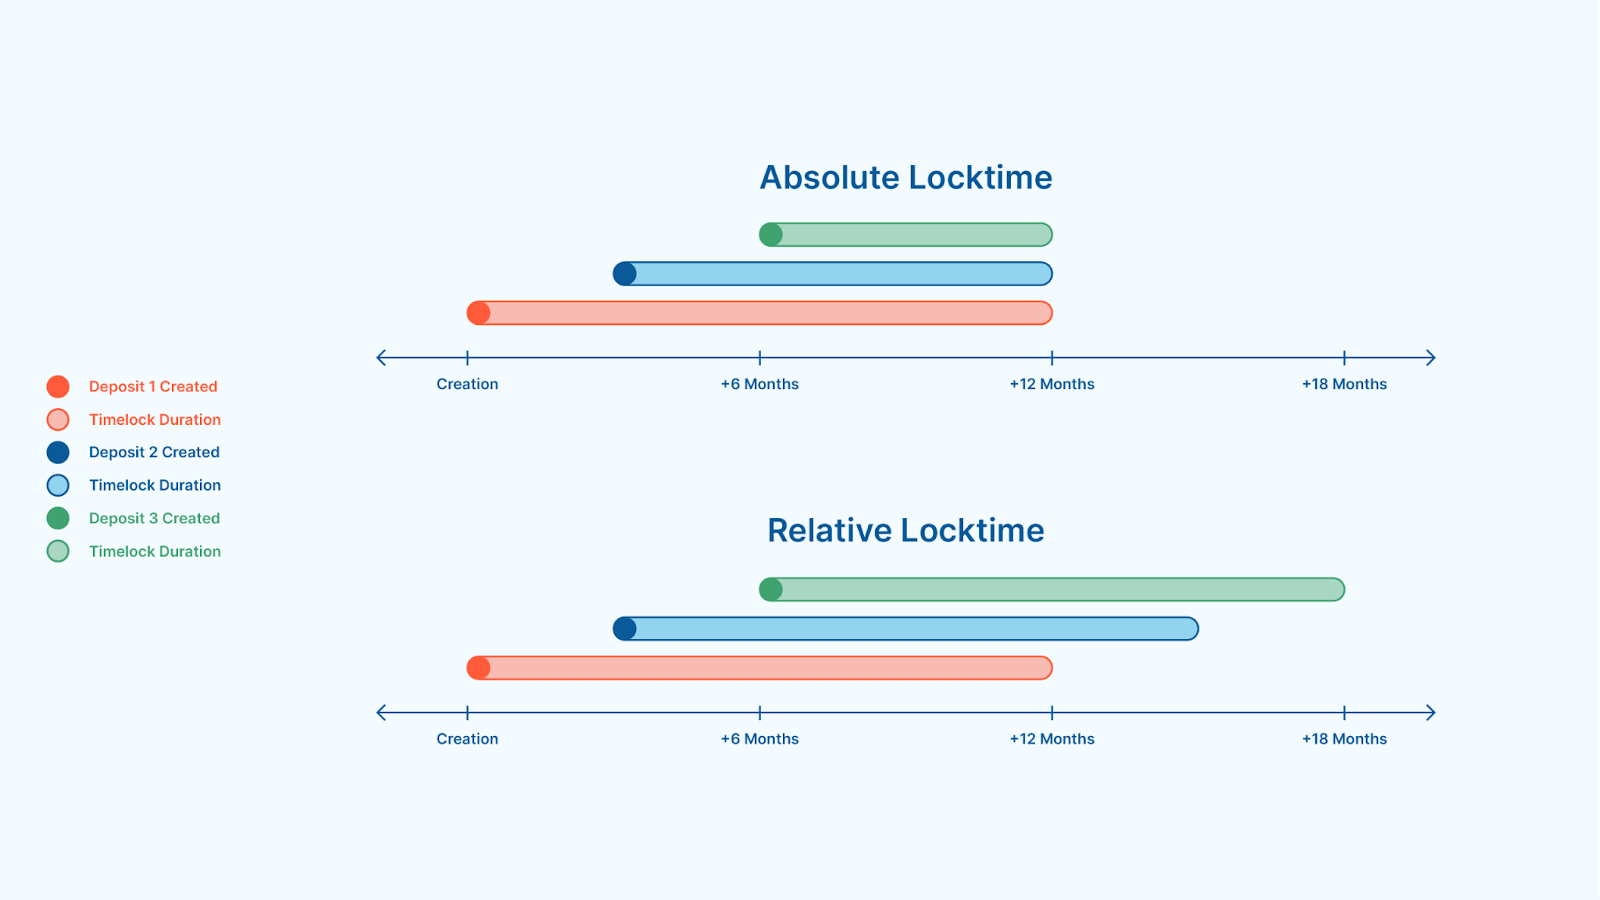 Absolute Locktime
Creation
+6 Months
+12 Months
+18 Months
Deposit 1 Created
Timelock Duration
Deposit 2 Created
Timelock Duration
Deposit 3 Created
Timelock Duration
Relative Locktime
Creation
+6 Months
+12 Months
+18 Months